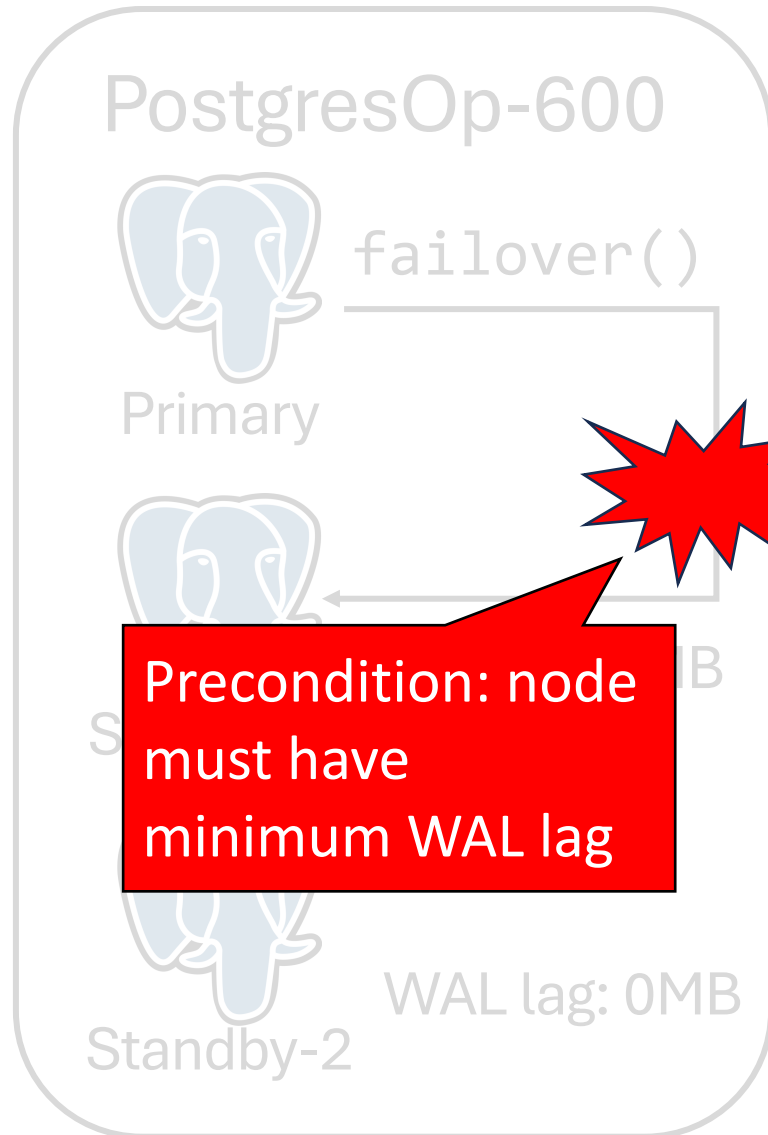 PostgresOp-600
failover()
Primary
Precondition: node
must have
minimum WAL lag
WAL lag: 0MB
Standby-2